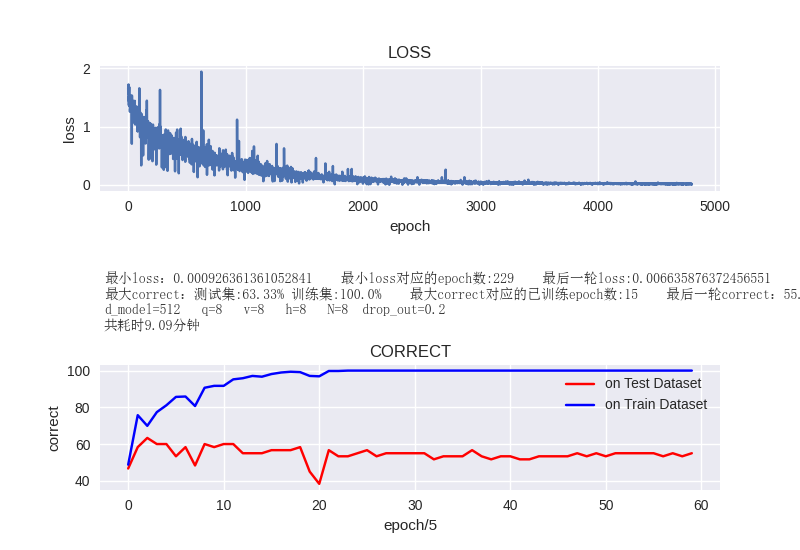 LOSS
2
1
0
loss
0 1000 2000 3000 4000 5000
epoch
最小loss：0.000926361361052841 最小loss对应的epoch数:229 最后一轮loss:0.006635876372456551
最大correct：测试集:63.33% 训练集:100.0% 最大correct对应的已训练epoch数:15 最后一轮correct：55.
d_model=512 q=8 v=8 h=8 N=8 drop_out=0.2
共耗时9.09分钟
CORRECT
100
80
60
40
correct
on Test Dataset
on Train Dataset
0 10 20 30 40 50 60
epoch/5